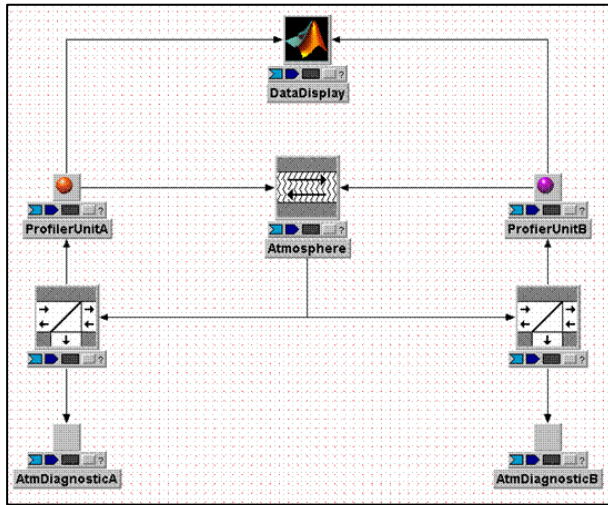 ?
DataDisplay
?
ProfilerUnitA
?
Atmosphere
?
ProfierUnitB
?
?
?
AtmDiagnosticA
?
AtmDiagnosticB